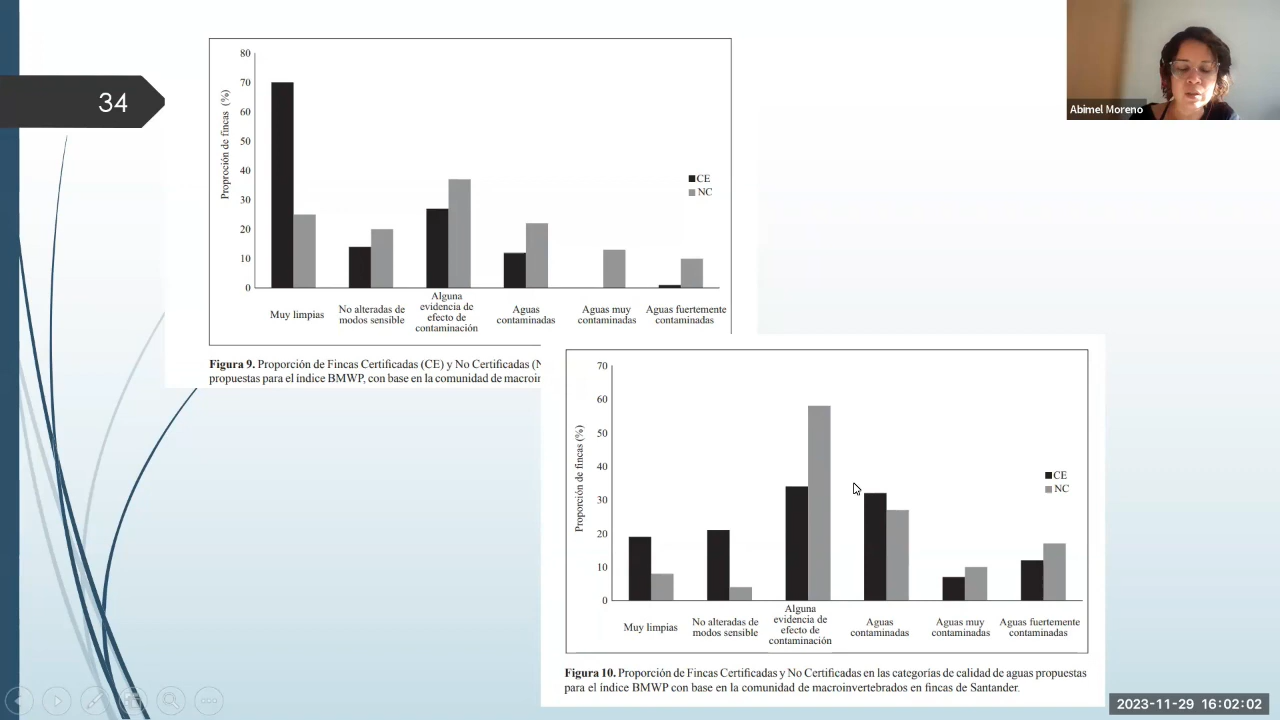 34
Abimel Moreno
80
70
60
50
40
30
20
10
0
Proporción de fincas (%)
CE
NC
Muy limpias
No alteradas de
modos sensible
Alguna
evidencia de
efecto de
contaminación
Aguas
contaminadas
Aguas muy
contaminadas
Aguas fuertemente
contaminadas
Figura 9. Proporción de Fincas Certificadas (CE) y No Certificadas (N
propuestas para el índice BMWP, con base en la comunidad de macroin
70
60
50
40
30
20
10
0
Proporción de fincas (%)
CE
NC
Muy limpias
No alteradas de
modos sensible
Alguna
evidencia de
efecto de
contaminación
Aguas
contaminadas
Aguas muy
contaminadas
Aguas fuertemente
contaminadas
Figura 10. Proporción de Fincas Certificadas y No Certificadas en las categorías de calidad de aguas propuestas
para el índice BMWP con base en la comunidad de macroinvertebrados en fincas de Santander.
2023-11-29 16:02:02